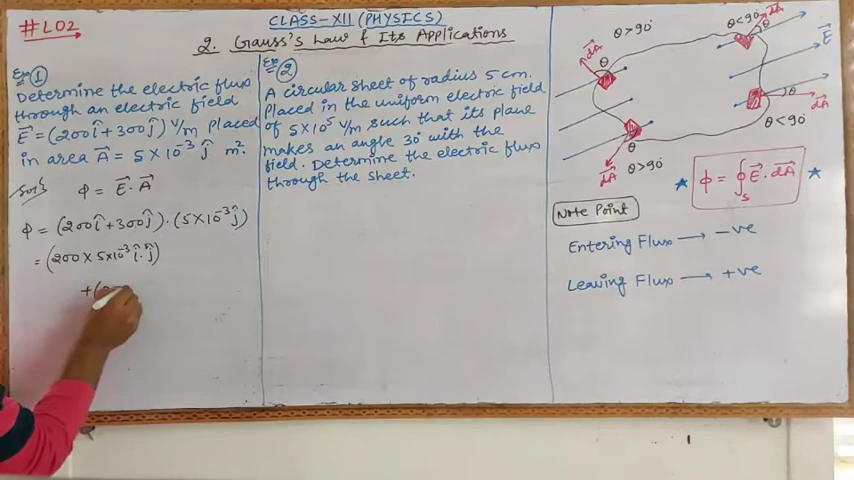 #L02
CLASS-XII (PHYSICS)
2. Gauss's Law & Its Applications
Ex 1
Determine the electric flux
through an electric field
E⃗ = (200î+300ĵ) V/m placed
in area A⃗ = 5×10⁻³ ĵ m².
Solⁿ
ϕ = E⃗ . A⃗
ϕ = (200î+300ĵ) . (5×10⁻³ĵ)
= (200 × 5×10⁻³ î.ĵ)
+(
Ex 2
A circular sheet of radius 5 cm.
Placed in the uniform electric field
of 5×10⁵ V/m such that its plane
makes an angle 30° with the
field. Determine the electric flux
through the sheet.
θ>90°
θ<90°
dA⃗
θ
dA⃗
θ
E⃗
θ
dA⃗
θ<90°
θ
dA⃗
θ>90°
ϕ = ∮ₛ E⃗ . dA⃗
Note Point
Entering Flux → -ve
Leaving Flux → +ve